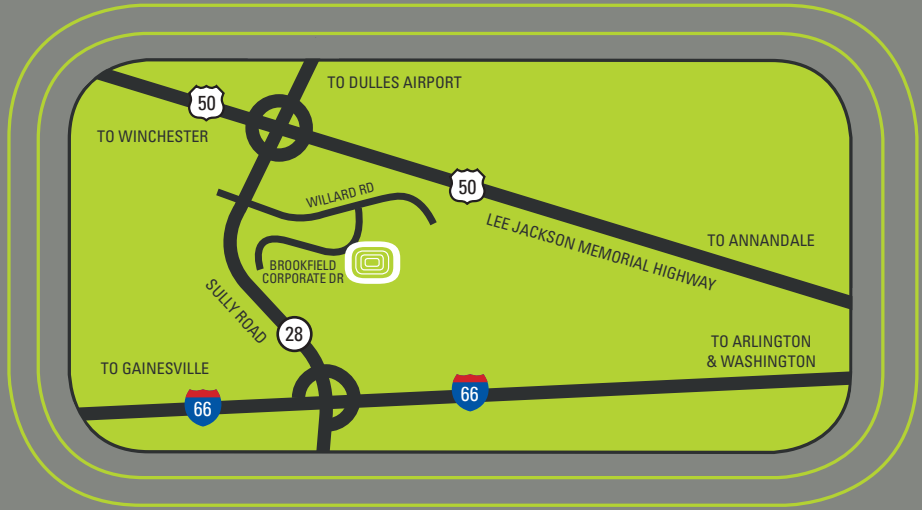 TO DULLES AIRPORT
50
TO WINCHESTER
WILLARD RD
50
LEE JACKSON MEMORIAL HIGHWAY
TO ANNANDALE
BROOKFIELD
CORPORATE DR
SULLY ROAD
28
TO ARLINGTON
& WASHINGTON
TO GAINESVILLE
66
66